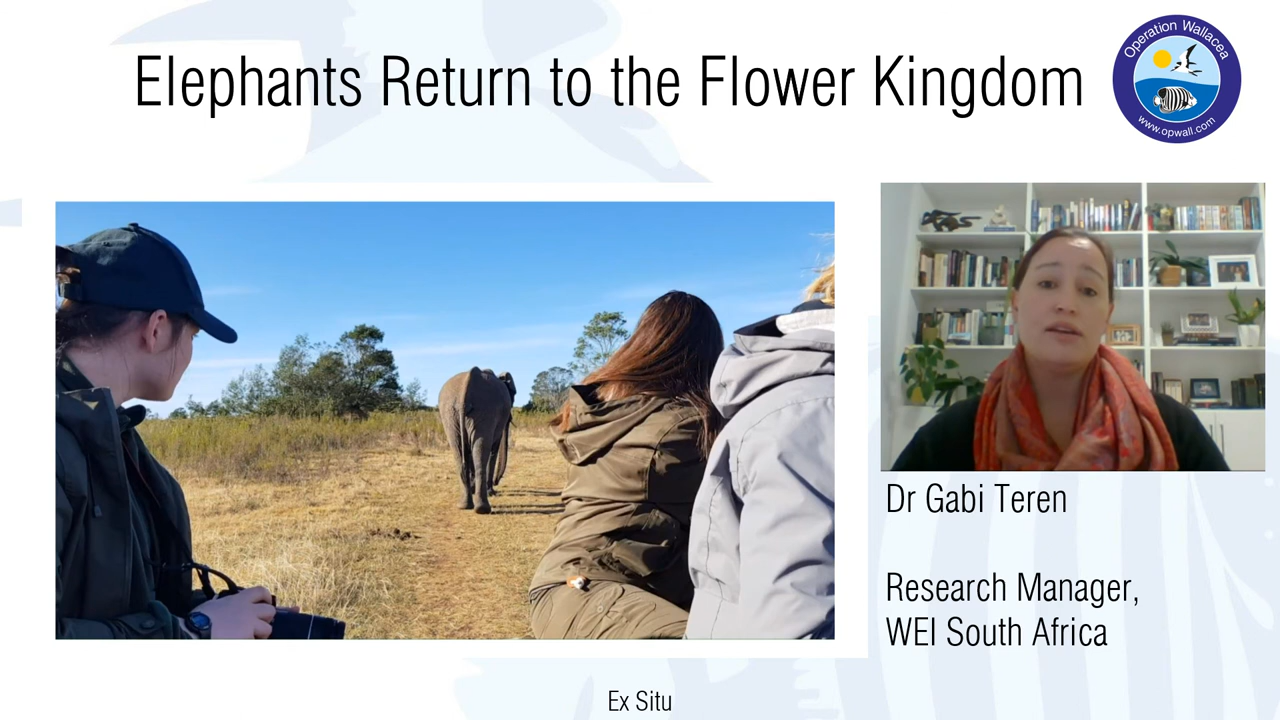 Elephants Return to the Flower Kingdom
Operation Wallacea
www.opwall.com
Dr Gabi Teren
Research Manager,
WEI South Africa
Ex Situ